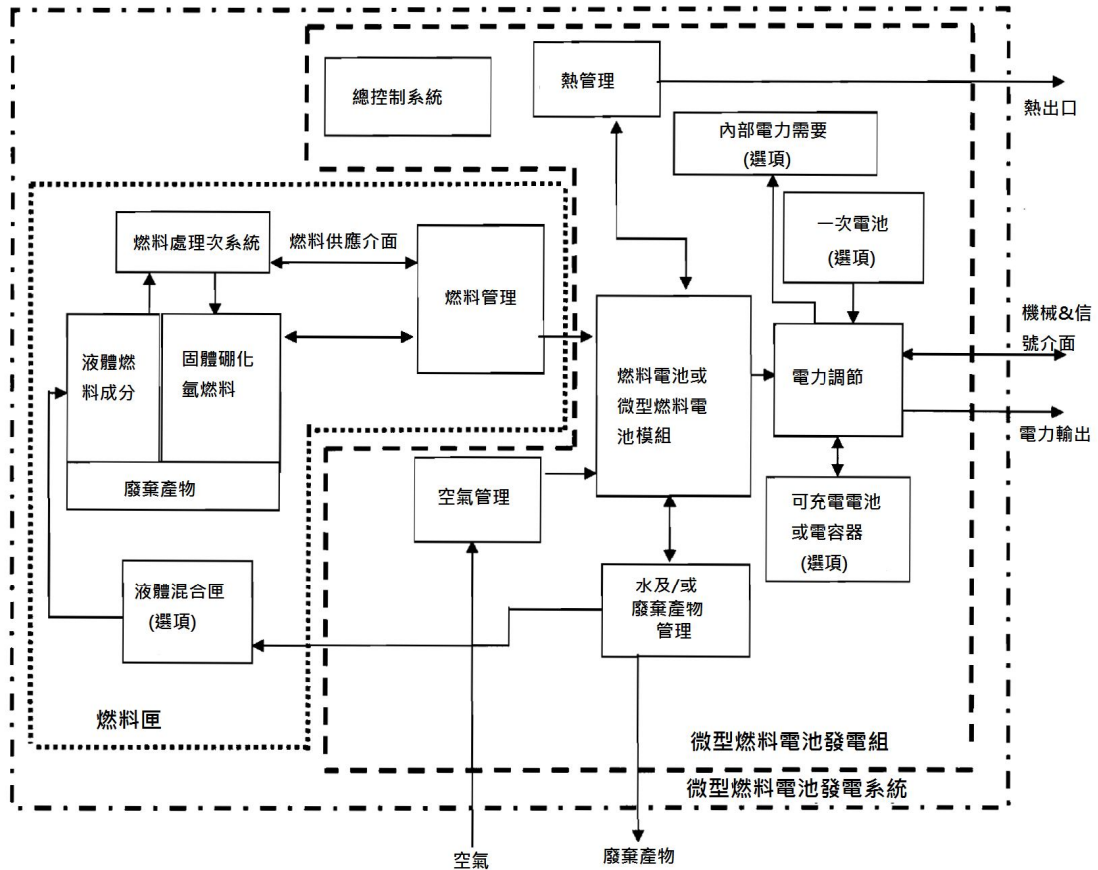 總控制系統
熱管理
熱出口
內部電力需要
(選項)
一次電池
(選項)
燃料處理次系統
燃料供應介面
燃料管理
機械&信
號介面
液體燃
料成分
固體硼化
氫燃料
燃料電池或
微型燃料電
池模組
電力調節
電力輸出
廢棄產物
空氣管理
可充電電池
或電容器
(選項)
液體混合匣
(選項)
水及/或
廢棄產物
管理
燃料匣
微型燃料電池發電組
微型燃料電池發電系統
空氣
廢棄產物